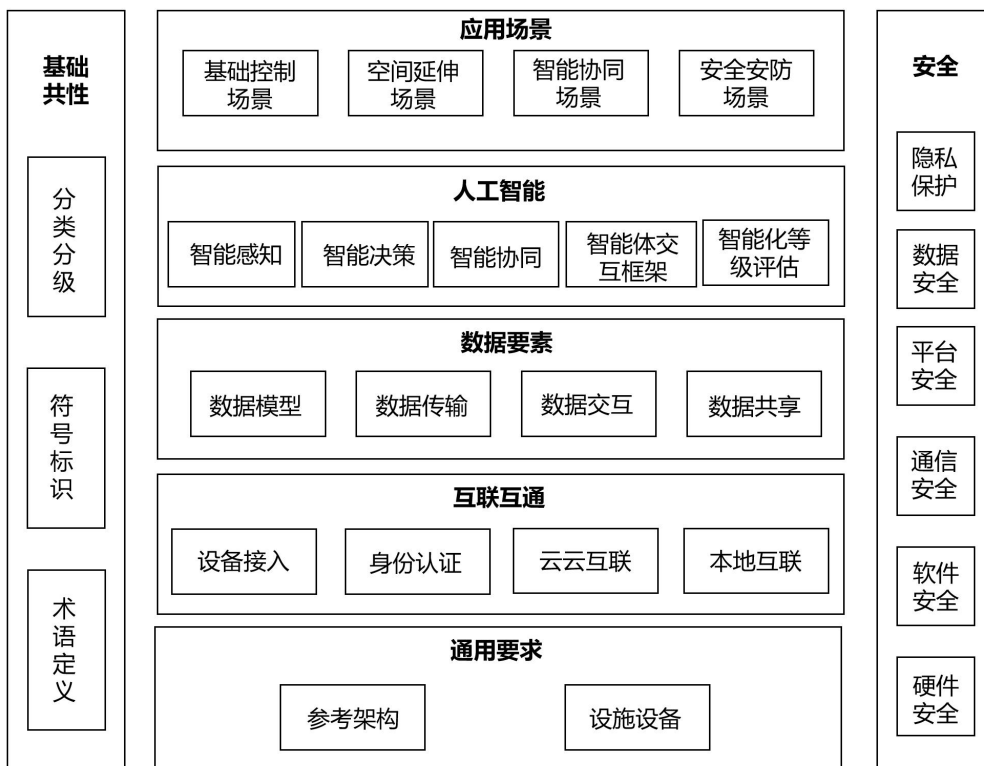 基础
共性
分类分级
符号标识
术语定义
应用场景
基础控制
场景
空间延伸
场景
智能协同
场景
安全安防
场景
人工智能
智能感知
智能决策
智能协同
智能体交
互框架
智能化等
级评估
数据要素
数据模型
数据传输
数据交互
数据共享
互联互通
设备接入
身份认证
云云互联
本地互联
通用要求
参考架构
设施设备
安全
隐私
保护
数据
安全
平台
安全
通信
安全
软件
安全
硬件
安全